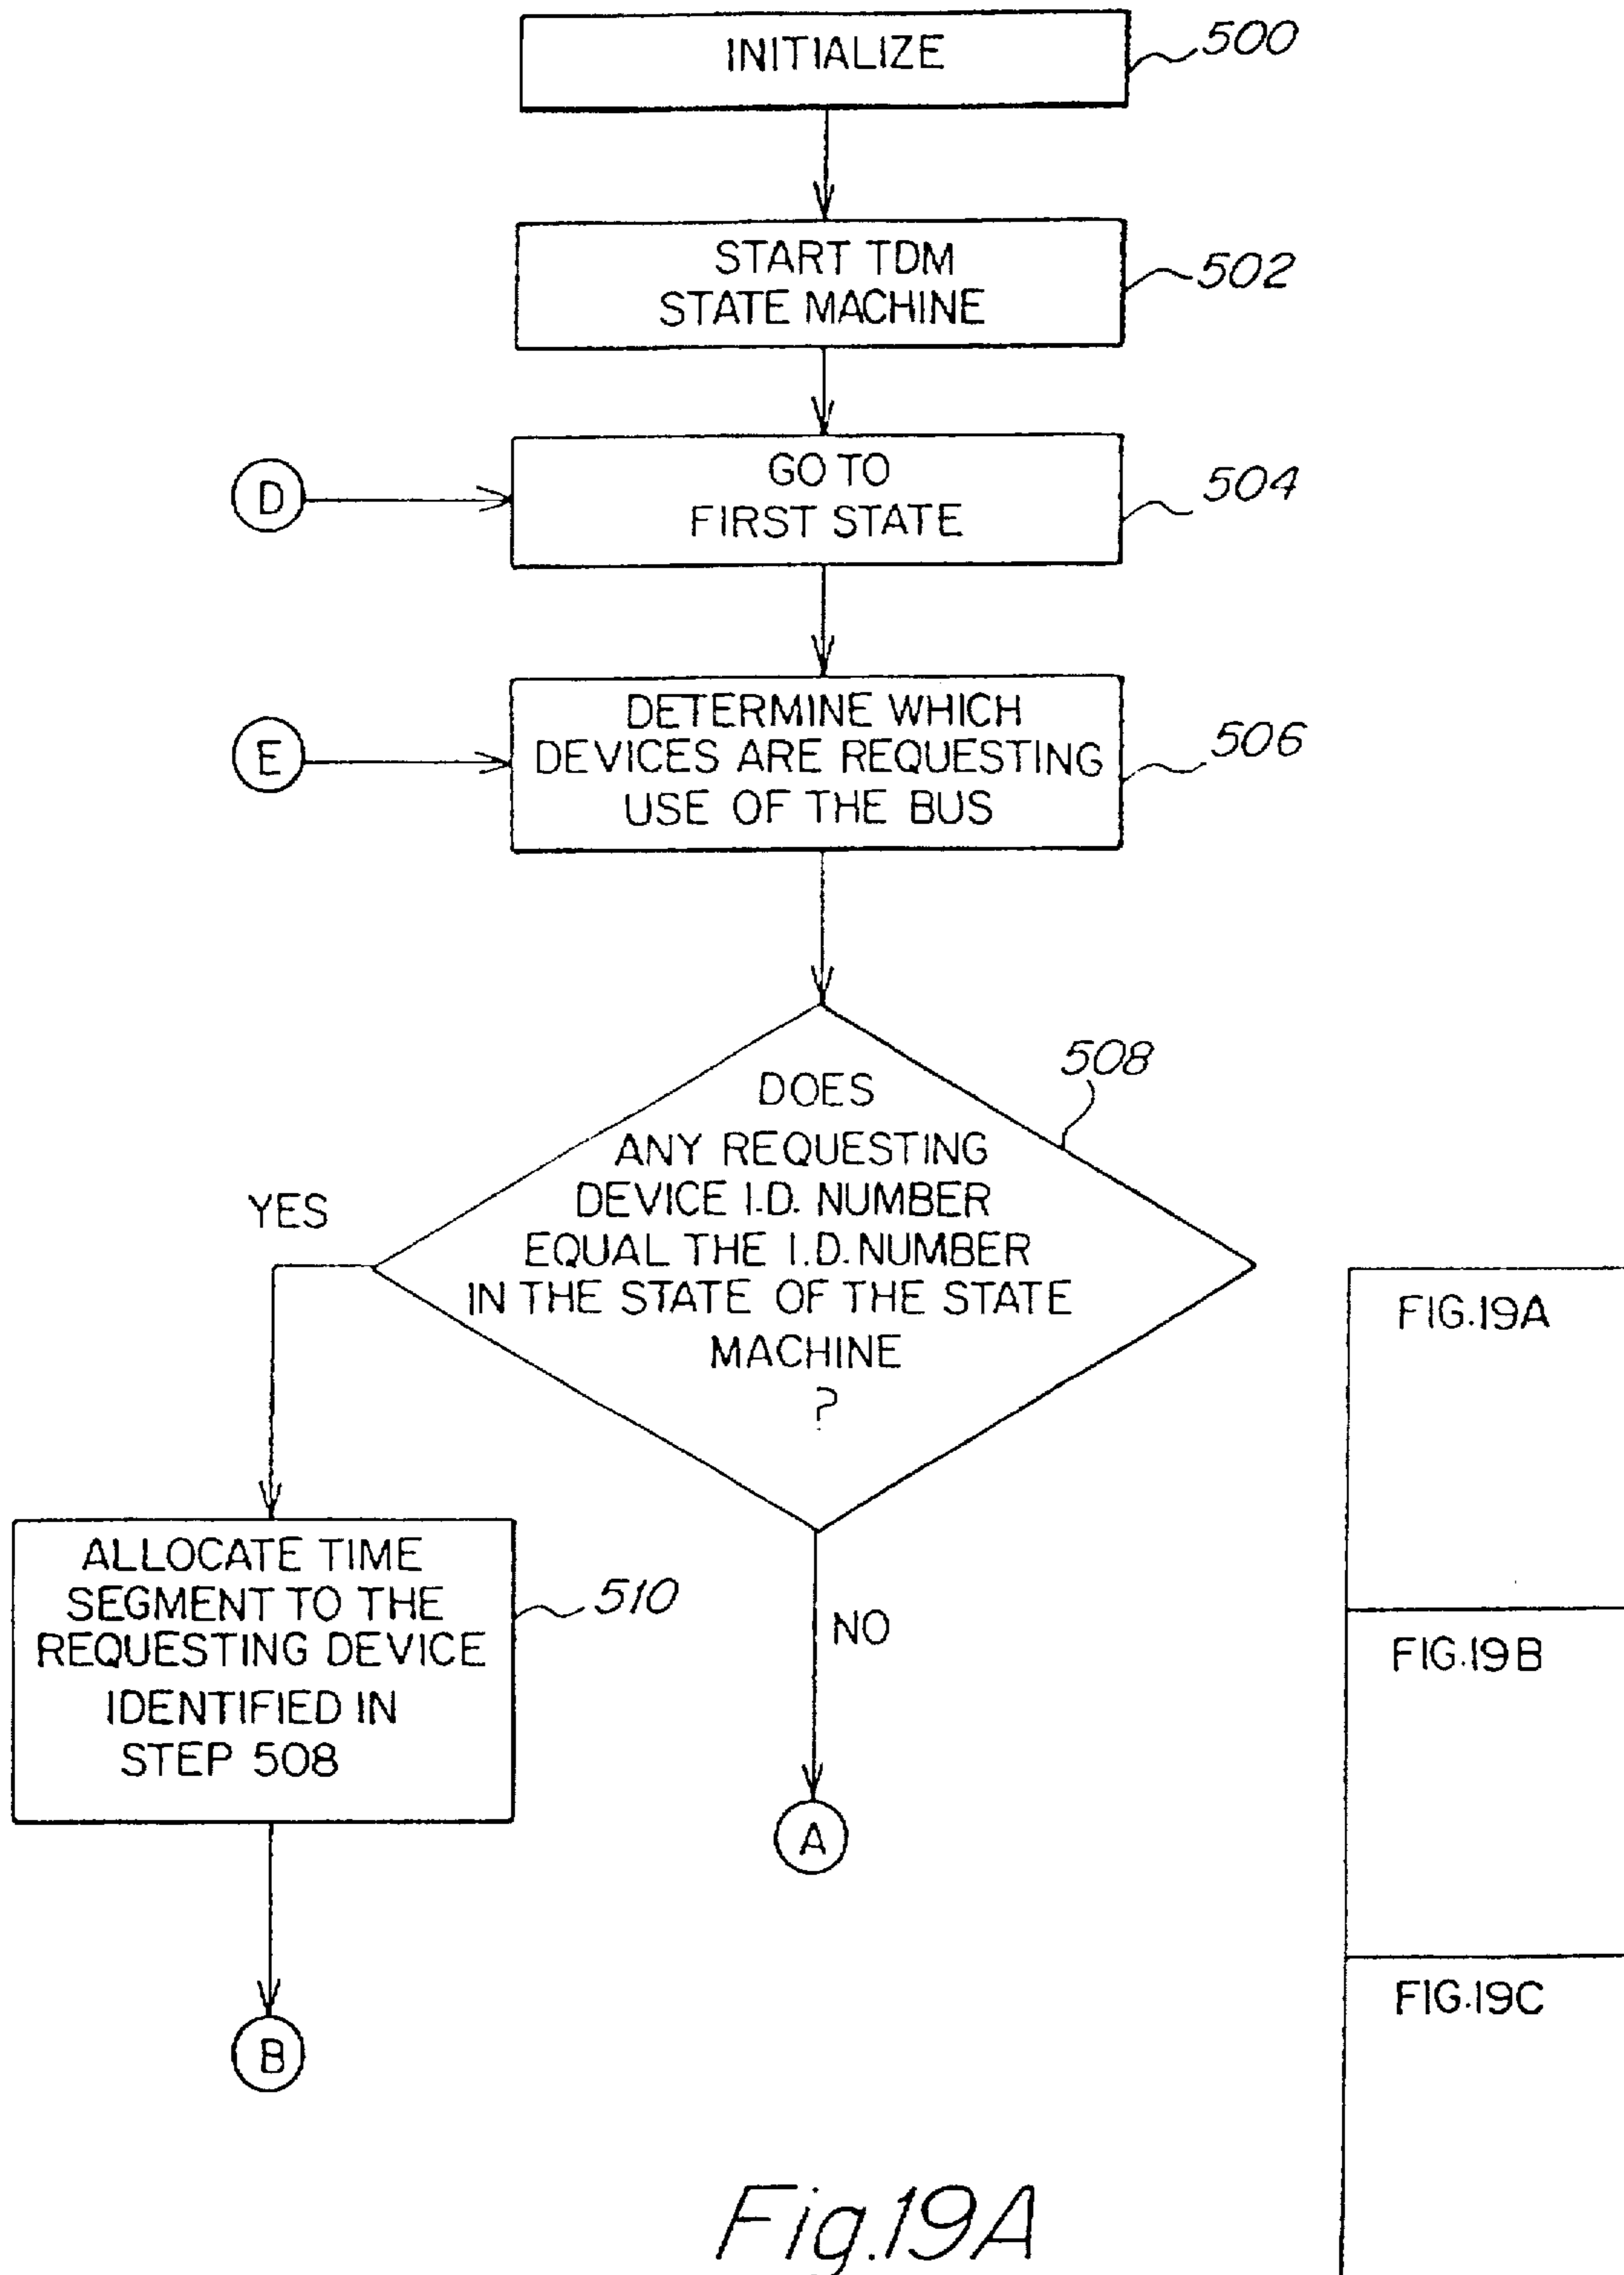 INITIALIZE
500
START TDM
STATE MACHINE
502
D
GO TO
FIRST STATE
504
E
DETERMINE WHICH
DEVICES ARE REQUESTING
USE OF THE BUS
506
508
DOES
ANY REQUESTING
DEVICE I.D. NUMBER
EQUAL THE I.D. NUMBER
IN THE STATE OF THE STATE
MACHINE
?
YES
NO
ALLOCATE TIME
SEGMENT TO THE
REQUESTING DEVICE
IDENTIFIED IN
STEP 508
510
A
B
FIG.19A
FIG.19B
FIG.19C
Fig.19A